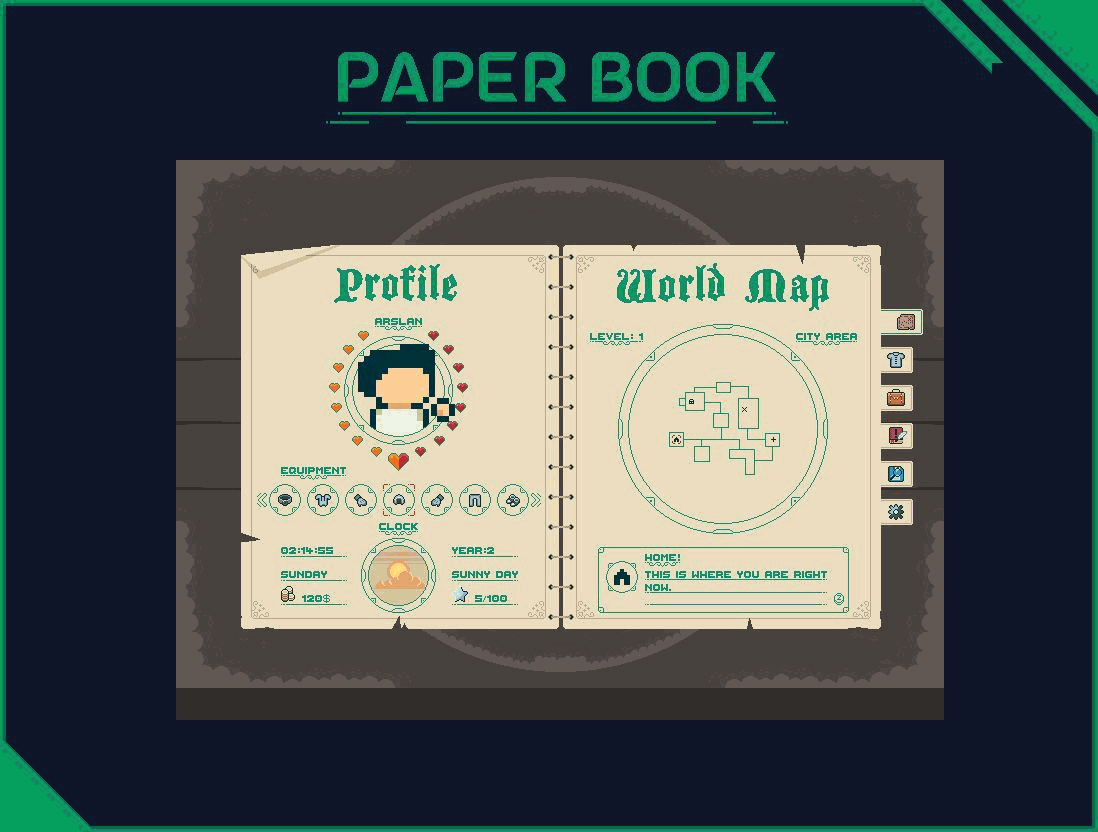 PAPER BOOK
Profile
ARSLAN
EQUIPMENT
CLOCK
02:14:55
SUNDAY
120$
YEAR:2
SUNNY DAY
5/100
World Map
LEVEL: 1
CITY AREA
HOME!
THIS IS WHERE YOU ARE RIGHT
NOW.
Z